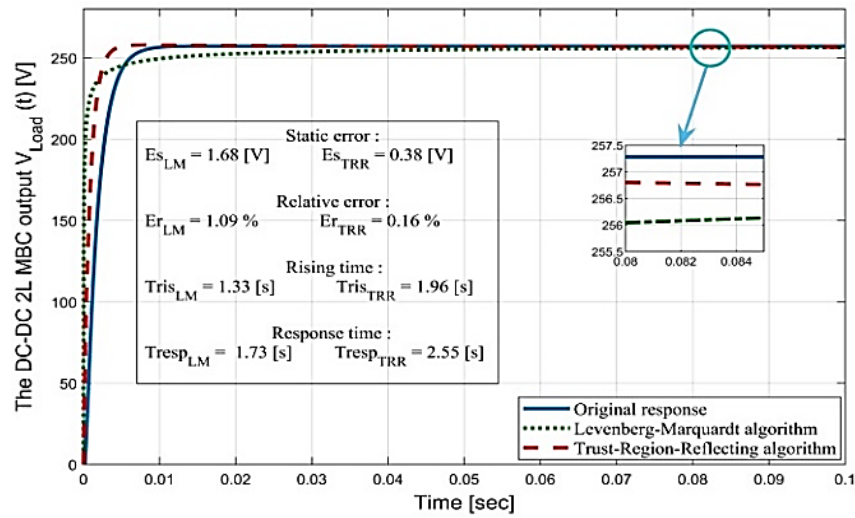 The DC-DC 2L MBC output V_Load (t) [V]
250
200
150
100
50
0
Static error :
Es_LM = 1.68 [V] Es_TRR = 0.38 [V]
Relative error :
Er_LM = 1.09 % Er_TRR = 0.16 %
Rising time :
Tris_LM = 1.33 [s] Tris_TRR = 1.96 [s]
Response time :
Tresp_LM = 1.73 [s] Tresp_TRR = 2.55 [s]
257.5
257
256.5
256
255.5
0.08 0.082 0.084
Original response
Levenberg-Marquardt algorithm
Trust-Region-Reflecting algorithm
0 0.01 0.02 0.03 0.04 0.05 0.06 0.07 0.08 0.09 0.1
Time [sec]